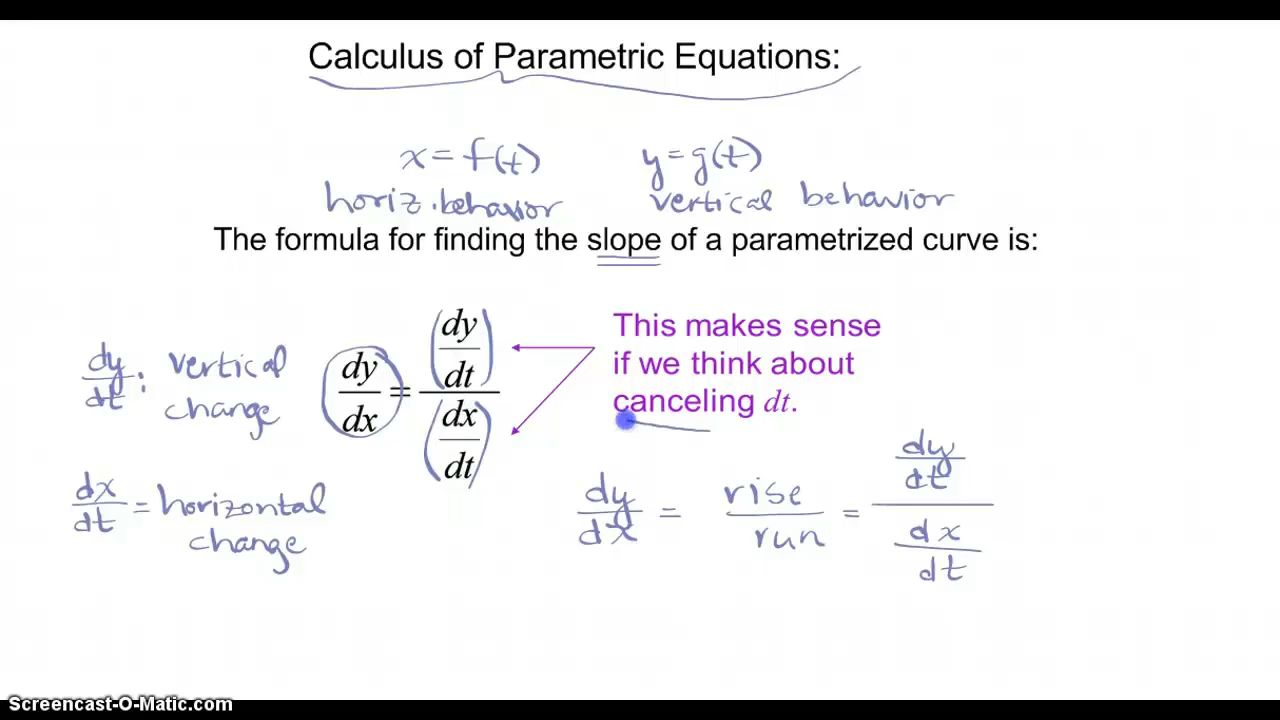 Calculus of Parametric Equations:
x = f(t) y = g(t)
horiz. behavior vertical behavior
The formula for finding the slope of a parametrized curve is:
dy/dt : vertical
change
dx/dt = horizontal
change
dy/dx = (dy/dt)/(dx/dt)
This makes sense
if we think about
canceling dt.
dy/dx = rise/run = (dy/dt)/(dx/dt)
Screencast-O-Matic.com